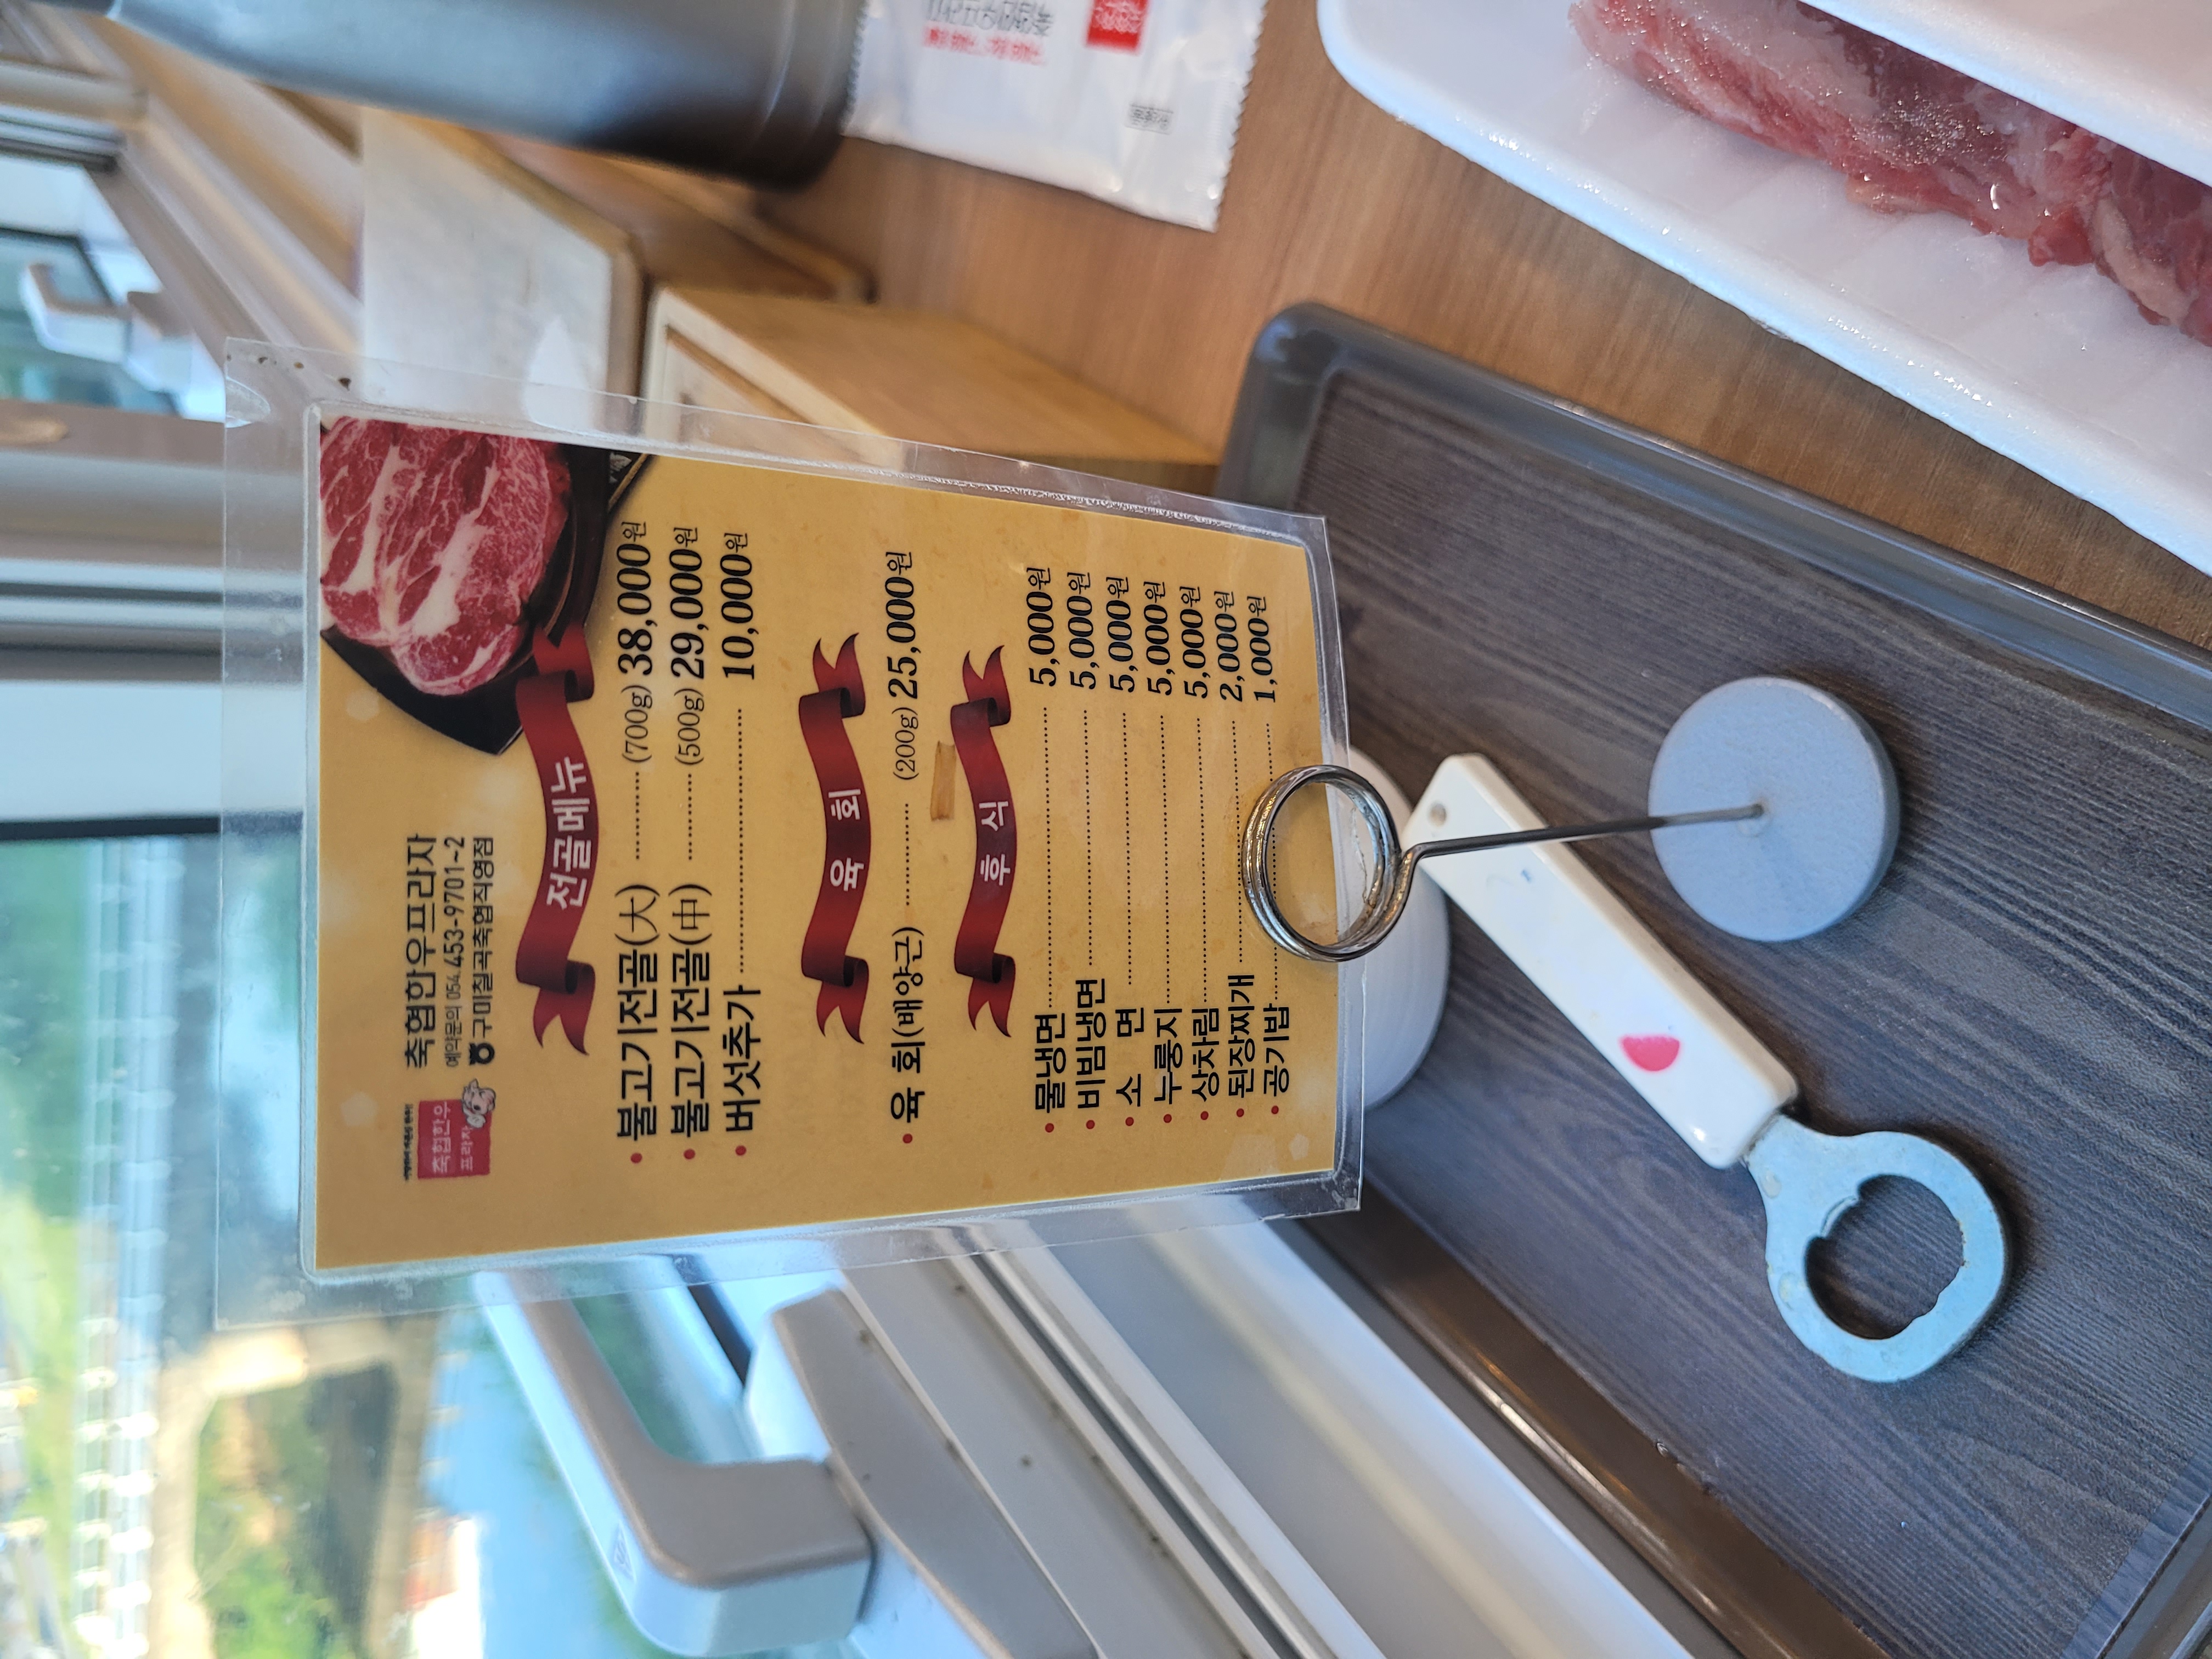 축협한우프라자
예약문의 054. 453-9701~2
구미칠곡축협직영점
축협한우
프라자
전골메뉴
• 불고기전골(大) (700g) 38,000원
• 불고기전골(中) (500g) 29,000원
• 버섯추가 10,000원
육 회
• 육 회(배양근) (200g) 25,000원
후 식
• 물냉면 5,000원
• 비빔냉면 5,000원
• 소 면 5,000원
• 누룽지 5,000원
• 상차림 5,000원
• 된장찌개 2,000원
• 공기밥 1,000원